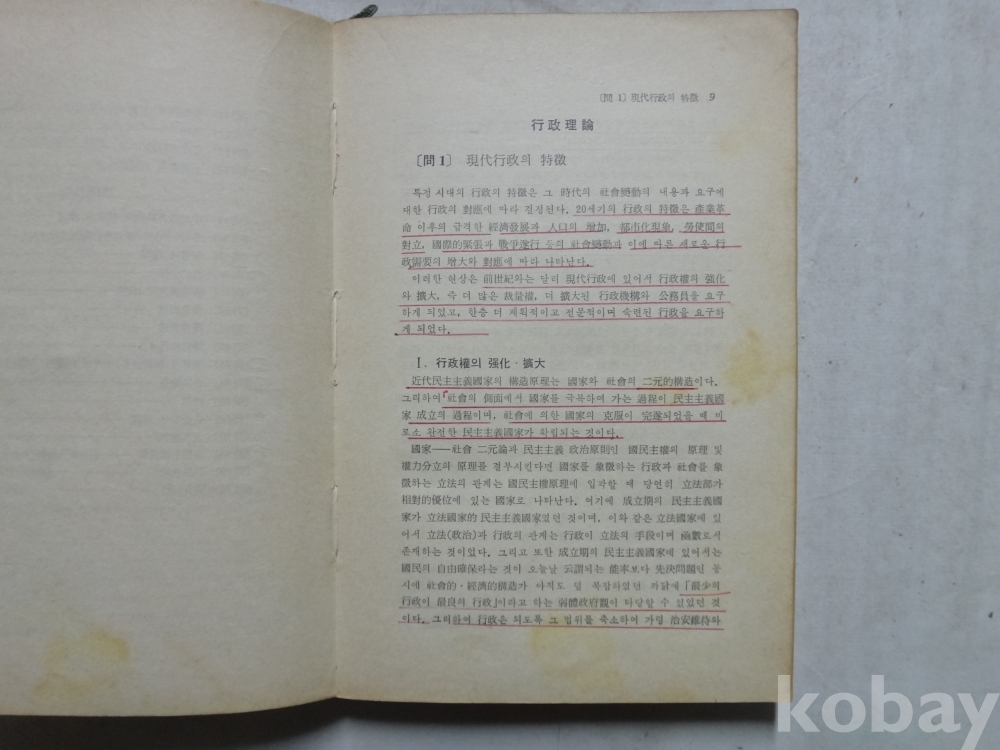 〔問 1〕 現代行政의 特徵 9
行政理論
〔問 1〕 現代行政의 特徵
특정 시대의 行政의 特徵은 그 時代의 社會變動의 내용과 요구에
대한 行政의 對應에 따라 결정된다. 20세기의 行政의 特徵은 產業革
命 이후의 급격한 經濟發展과 人口의 增加, 都市化現象, 勞使間의
對立, 國際的緊張과 戰爭遂行 등의 社會變動과 이에 따른 새로운 行
政需要의 增大와 對應에 따라 나타난다.
이러한 현상은 前世紀와는 달리 現代行政에 있어서 行政權의 強化
와 擴大, 즉 더 많은 裁量權, 더 擴大된 行政機構와 公務員을 요구
하게 되었고, 한층 더 계획적이고 전문적이며 숙련된 行政을 요구하
게 되었다.
I. 行政權의 强化·擴大
近代民主主義國家의 構造原理는 國家와 社會의 二元的構造이다.
그리하여 社會의 側面에서 國家를 극복하여 가는 過程이 民主主義國
家 成立의 過程이며, 社會에 의한 國家의 克服이 完遂되었을 때 비
로소 완전한 民主主義國家가 확립되는 것이다.
國家——社會 二元論과 民主主義 政治原則인 國民主權의 原理 및
權力分立의 原理를 결부시킨다면 國家를 象徵하는 行政과 社會를 象
徵하는 立法의 관계는 國民主權原理에 입각할 때 당연히 立法部가
相對的優位에 있는 國家로 나타난다. 여기에 成立期의 民主主義國
家가 立法國家的 民主主義國家였던 것이며, 이와 같은 立法國家에 있
어서 立法(政治)과 行政의 관계는 行政이 立法의 手段이며 函數로서
존재하는 것이었다. 그리고 또한 成立期의 民主主義國家에 있어서는
國民의 自由確保라는 것이 오늘날 云謂되는 能率보다 先決問題인 동
시에 社會的·經濟的構造가 아직도 덜 복잡하였던 까닭에 「最少의
行政이 最良의 行政」이라고 하는 弱體政府觀이 타당할 수 있었던 것
이다. 그리하여 行政은 되도록 그 범위를 축소하여 가령 治安維持와
kobay